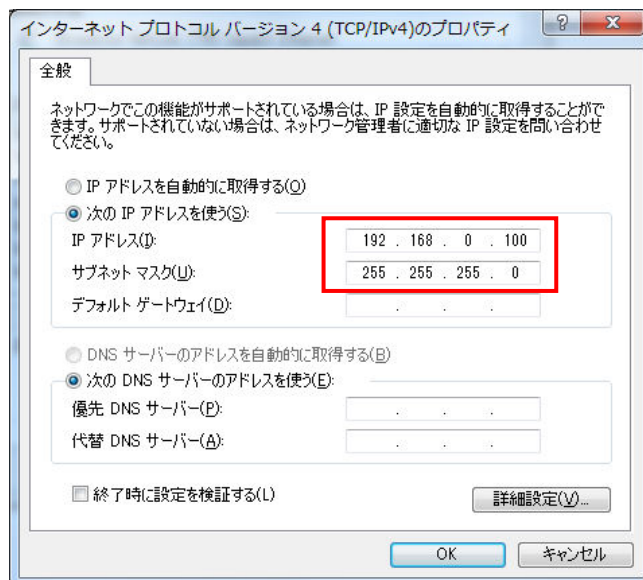 インターネット プロトコル バージョン 4 (TCP/IPv4)のプロパティ
全般
ネットワークでこの機能がサポートされている場合は、IP 設定を自動的に取得することがで
きます。サポートされていない場合は、ネットワーク管理者に適切な IP 設定を問い合わせ
てください。
IP アドレスを自動的に取得する(O)
次の IP アドレスを使う(S):
IP アドレス(I): 192 . 168 . 0 . 100
サブネット マスク(U): 255 . 255 . 255 . 0
デフォルト ゲートウェイ(D): . . .
DNS サーバーのアドレスを自動的に取得する(B)
次の DNS サーバーのアドレスを使う(E):
優先 DNS サーバー(P): . . .
代替 DNS サーバー(A): . . .
終了時に設定を検証する(L)
詳細設定(V)...
OK キャンセル